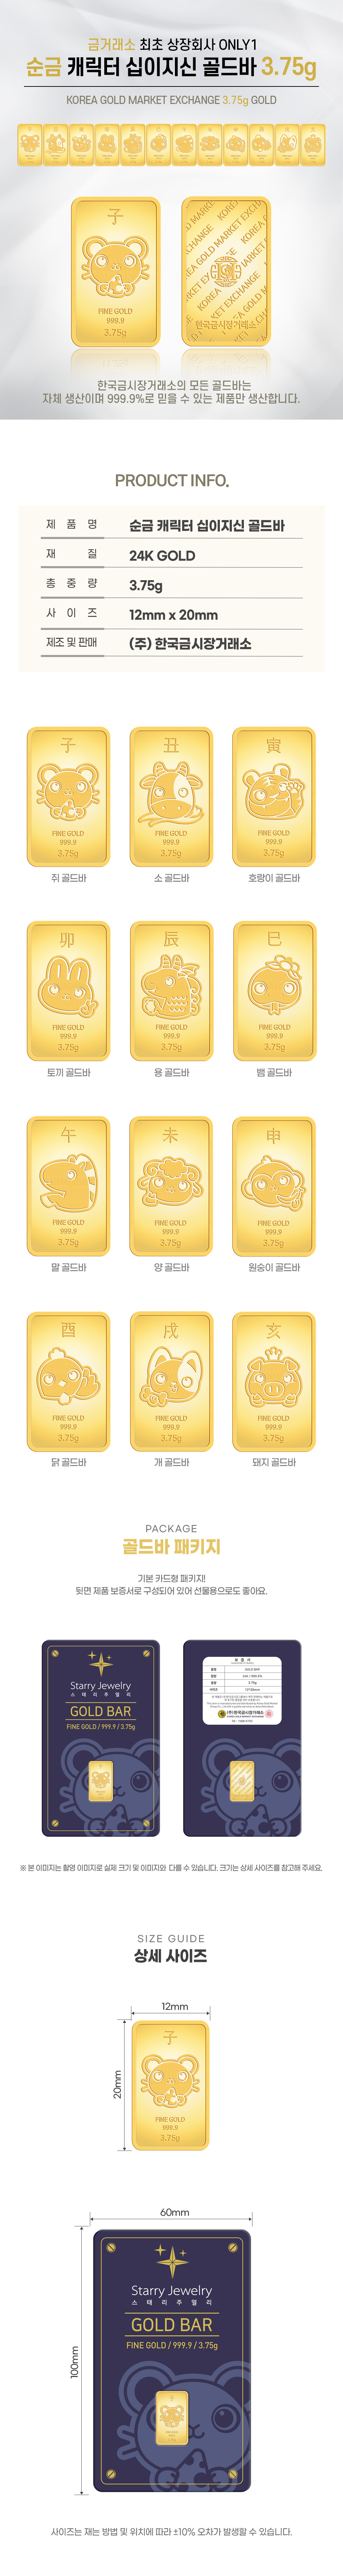 금거래소 최초 상장회사 ONLY1
순금 캐릭터 십이지신 골드바 3.75g
KOREA GOLD MARKET EXCHANGE 3.75g GOLD
子
FINE GOLD
999.9
3.75g
KOREA GOLD MARKET EXCHANGE
한국금시장거래소
한국금시장거래소의 모든 골드바는
자체 생산이며 999.9%로 믿을 수 있는 제품만 생산합니다.
PRODUCT INFO.
제 품 명 순금 캐릭터 십이지신 골드바
재 질 24K GOLD
총 중 량 3.75g
사 이 즈 12mm x 20mm
제조 및 판매 (주) 한국금시장거래소
子 丑 寅
FINE GOLD FINE GOLD FINE GOLD
999.9 999.9 999.9
3.75g 3.75g 3.75g
쥐 골드바 소 골드바 호랑이 골드바
卯 辰 巳
FINE GOLD FINE GOLD FINE GOLD
999.9 999.9 999.9
3.75g 3.75g 3.75g
토끼 골드바 용 골드바 뱀 골드바
午 未 申
FINE GOLD FINE GOLD FINE GOLD
999.9 999.9 999.9
3.75g 3.75g 3.75g
말 골드바 양 골드바 원숭이 골드바
酉 戌 亥
FINE GOLD FINE GOLD FINE GOLD
999.9 999.9 999.9
3.75g 3.75g 3.75g
닭 골드바 개 골드바 돼지 골드바
PACKAGE
골드바 패키지
기본 카드형 패키지!
뒷면 제품 보증서로 구성되어 있어 선물용으로도 좋아요.
Starry Jewelry
스 태 리 주 얼 리
GOLD BAR
FINE GOLD / 999.9 / 3.75g
보 증 서
GOLD BAR
3.75g
(주)한국금시장거래소
※ 본 이미지는 촬영 이미지로 실제 크기 및 이미지와 다를 수 있습니다. 크기는 상세 사이즈를 참고해 주세요.
SIZE GUIDE
상세 사이즈
12mm
20mm
子
FINE GOLD
999.9
3.75g
60mm
100mm
Starry Jewelry
스 태 리 주 얼 리
GOLD BAR
FINE GOLD / 999.9 / 3.75g
사이즈는 재는 방법 및 위치에 따라 ±10% 오차가 발생할 수 있습니다.